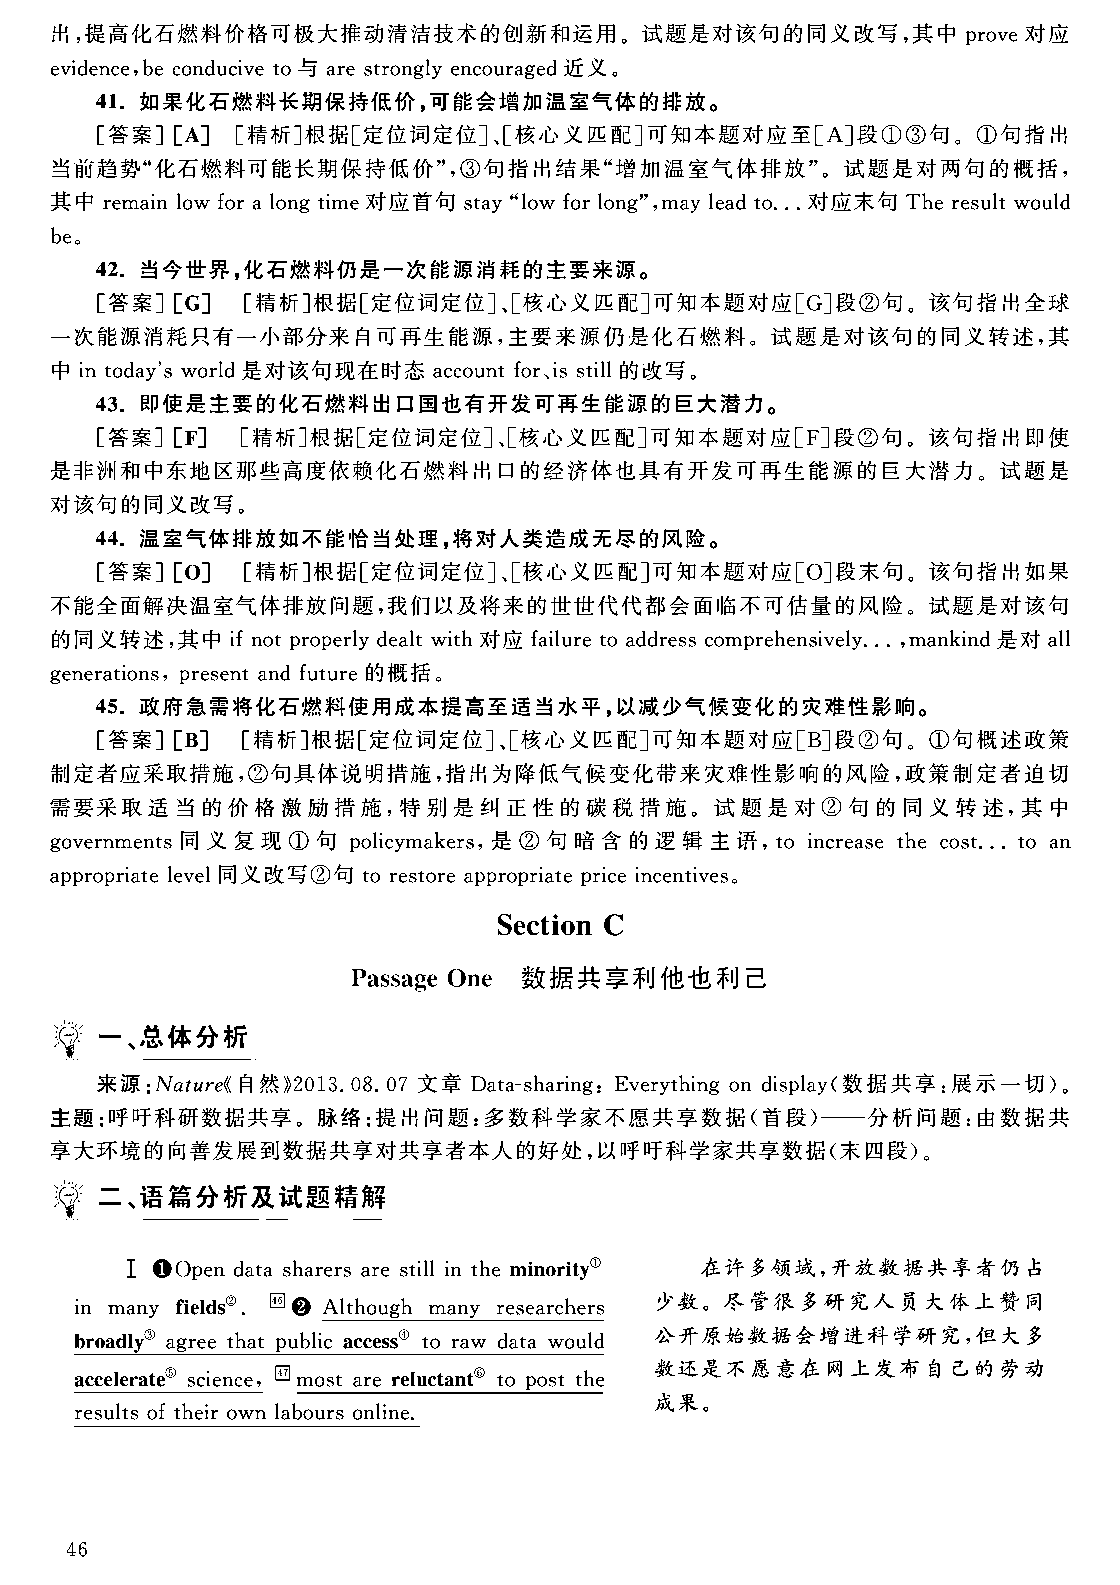 出,提高化石燃料价格可极大推动清洁技术的创新和运用。试题是对该句的同义改写,其中 prove 对应
evidence,be conducive to 与 are strongly encouraged 近义。
41. 如果化石燃料长期保持低价,可能会增加温室气体的排放。
[答案][A] [精析]根据[定位词定位]、[核心义匹配]可知本题对应至[A]段①③句。①句指出
当前趋势“化石燃料可能长期保持低价”,③句指出结果“增加温室气体排放”。试题是对两句的概括,
其中 remain low for a long time 对应首句 stay “low for long”,may lead to... 对应末句 The result would
be。
42. 当今世界,化石燃料仍是一次能源消耗的主要来源。
[答案][G] [精析]根据[定位词定位]、[核心义匹配]可知本题对应[G]段②句。该句指出全球
一次能源消耗只有一小部分来自可再生能源,主要来源仍是化石燃料。试题是对该句的同义转述,其
中 in today's world 是对该句现在时态 account for、is still 的改写。
43. 即使是主要的化石燃料出口国也有开发可再生能源的巨大潜力。
[答案][F] [精析]根据[定位词定位]、[核心义匹配]可知本题对应[F]段②句。该句指出即使
是非洲和中东地区那些高度依赖化石燃料出口的经济体也具有开发可再生能源的巨大潜力。试题是
对该句的同义改写。
44. 温室气体排放如不能恰当处理,将对人类造成无尽的风险。
[答案][O] [精析]根据[定位词定位]、[核心义匹配]可知本题对应[O]段末句。该句指出如果
不能全面解决温室气体排放问题,我们以及将来的世世代代都会面临不可估量的风险。试题是对该句
的同义转述,其中 if not properly dealt with 对应 failure to address comprehensively...,mankind 是对 all
generations, present and future 的概括。
45. 政府急需将化石燃料使用成本提高至适当水平,以减少气候变化的灾难性影响。
[答案][B] [精析]根据[定位词定位]、[核心义匹配]可知本题对应[B]段②句。①句概述政策
制定者应采取措施,②句具体说明措施,指出为降低气候变化带来灾难性影响的风险,政策制定者迫切
需要采取适当的价格激励措施,特别是纠正性的碳税措施。试题是对②句的同义转述,其中
governments 同义复现①句 policymakers,是②句暗含的逻辑主语,to increase the cost... to an
appropriate level 同义改写②句 to restore appropriate price incentives。
Section C
Passage One 数据共享利他也利己
一、总体分析
来源:Nature《自然》2013.08.07 文章 Data-sharing: Everything on display(数据共享:展示一切)。
主题:呼吁科研数据共享。脉络:提出问题:多数科学家不愿共享数据(首段)——分析问题:由数据共
享大环境的向善发展到数据共享对共享者本人的好处,以呼吁科学家共享数据(末四段)。
二、语篇分析及试题精解
Ⅰ ❶Open data sharers are still in the minority①
in many fields②. 46❷ Although many researchers
broadly③ agree that public access④ to raw data would
accelerate⑤ science, 47most are reluctant⑥ to post the
results of their own labours online.
在许多领域,开放数据共享者仍占
少数。尽管很多研究人员大体上赞同
公开原始数据会增进科学研究,但大多
数还是不愿意在网上发布自己的劳动
成果。
46